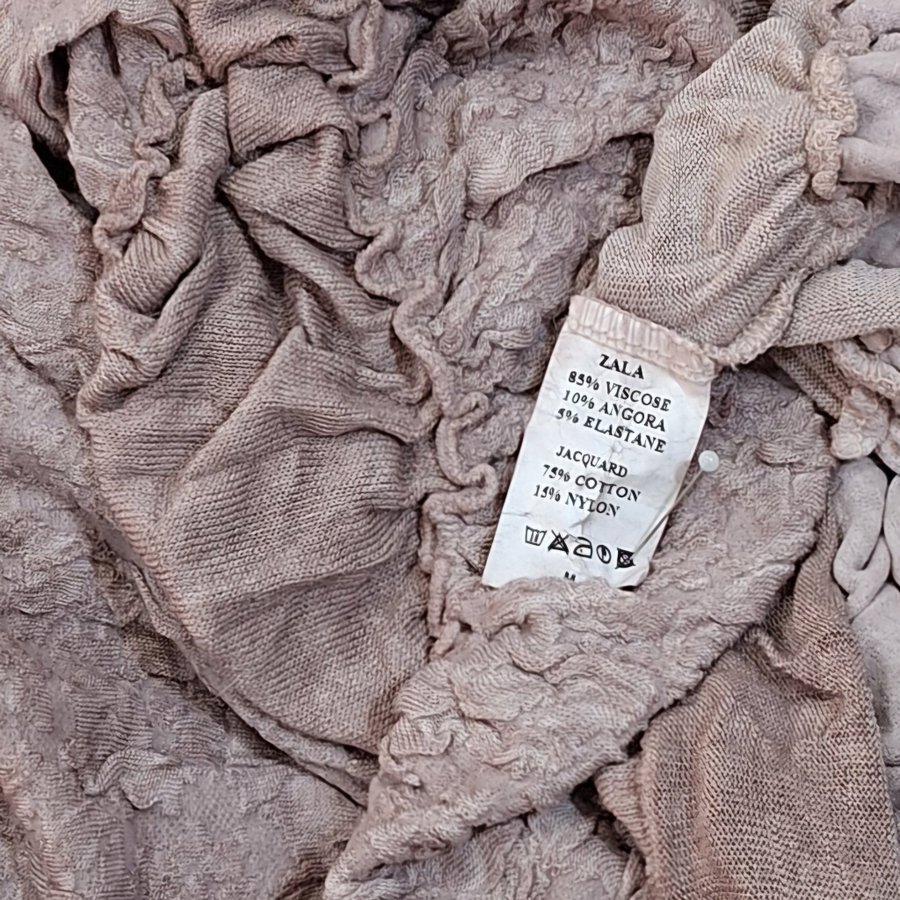 ZALA
85% VISCOSE
10% ANGORA
5% ELASTANE
JACQUARD
75% COTTON
15% NYLON
M